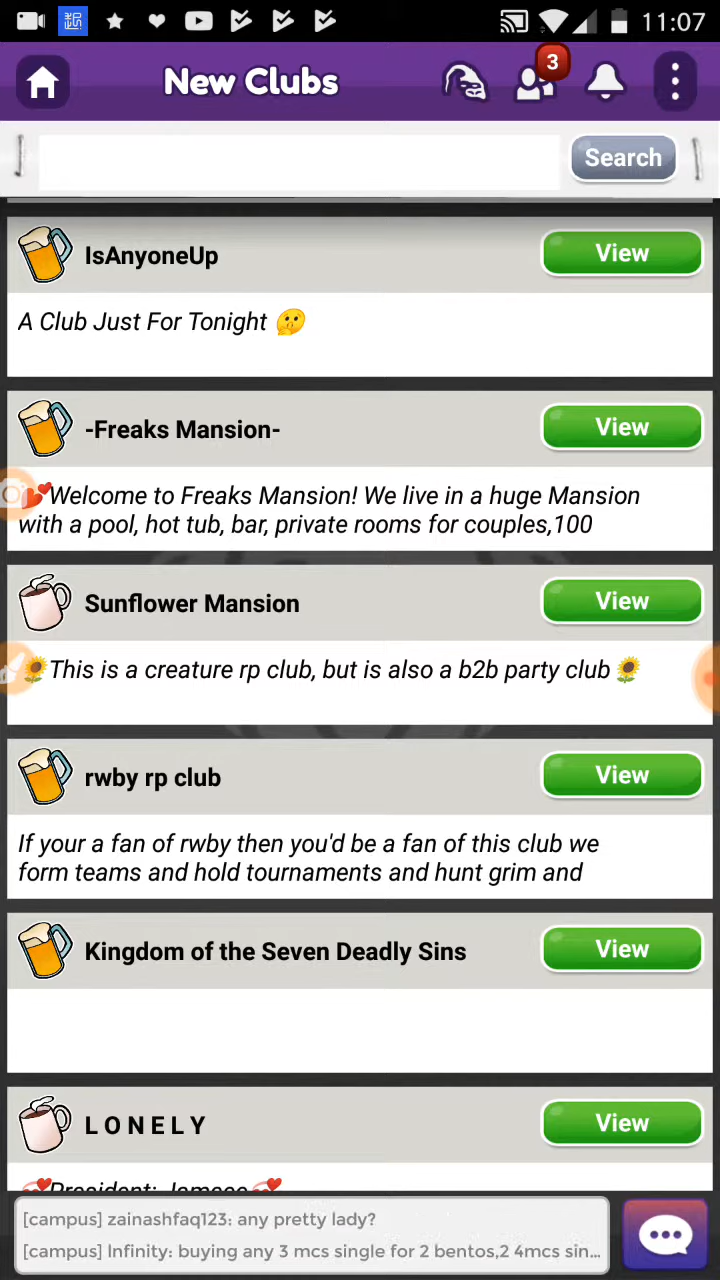 11:07
New Clubs
3
Search
IsAnyoneUp
View
A Club Just For Tonight 🤫
-Freaks Mansion-
View
💕Welcome to Freaks Mansion! We live in a huge Mansion
with a pool, hot tub, bar, private rooms for couples,100
Sunflower Mansion
View
🌻This is a creature rp club, but is also a b2b party club🌻
rwby rp club
View
If your a fan of rwby then you'd be a fan of this club we
form teams and hold tournaments and hunt grim and
Kingdom of the Seven Deadly Sins
View
L O N E L Y
View
💞President:
[campus] zainashfaq123: any pretty lady?
[campus] Infinity: buying any 3 mcs single for 2 bentos,2 4mcs sin...